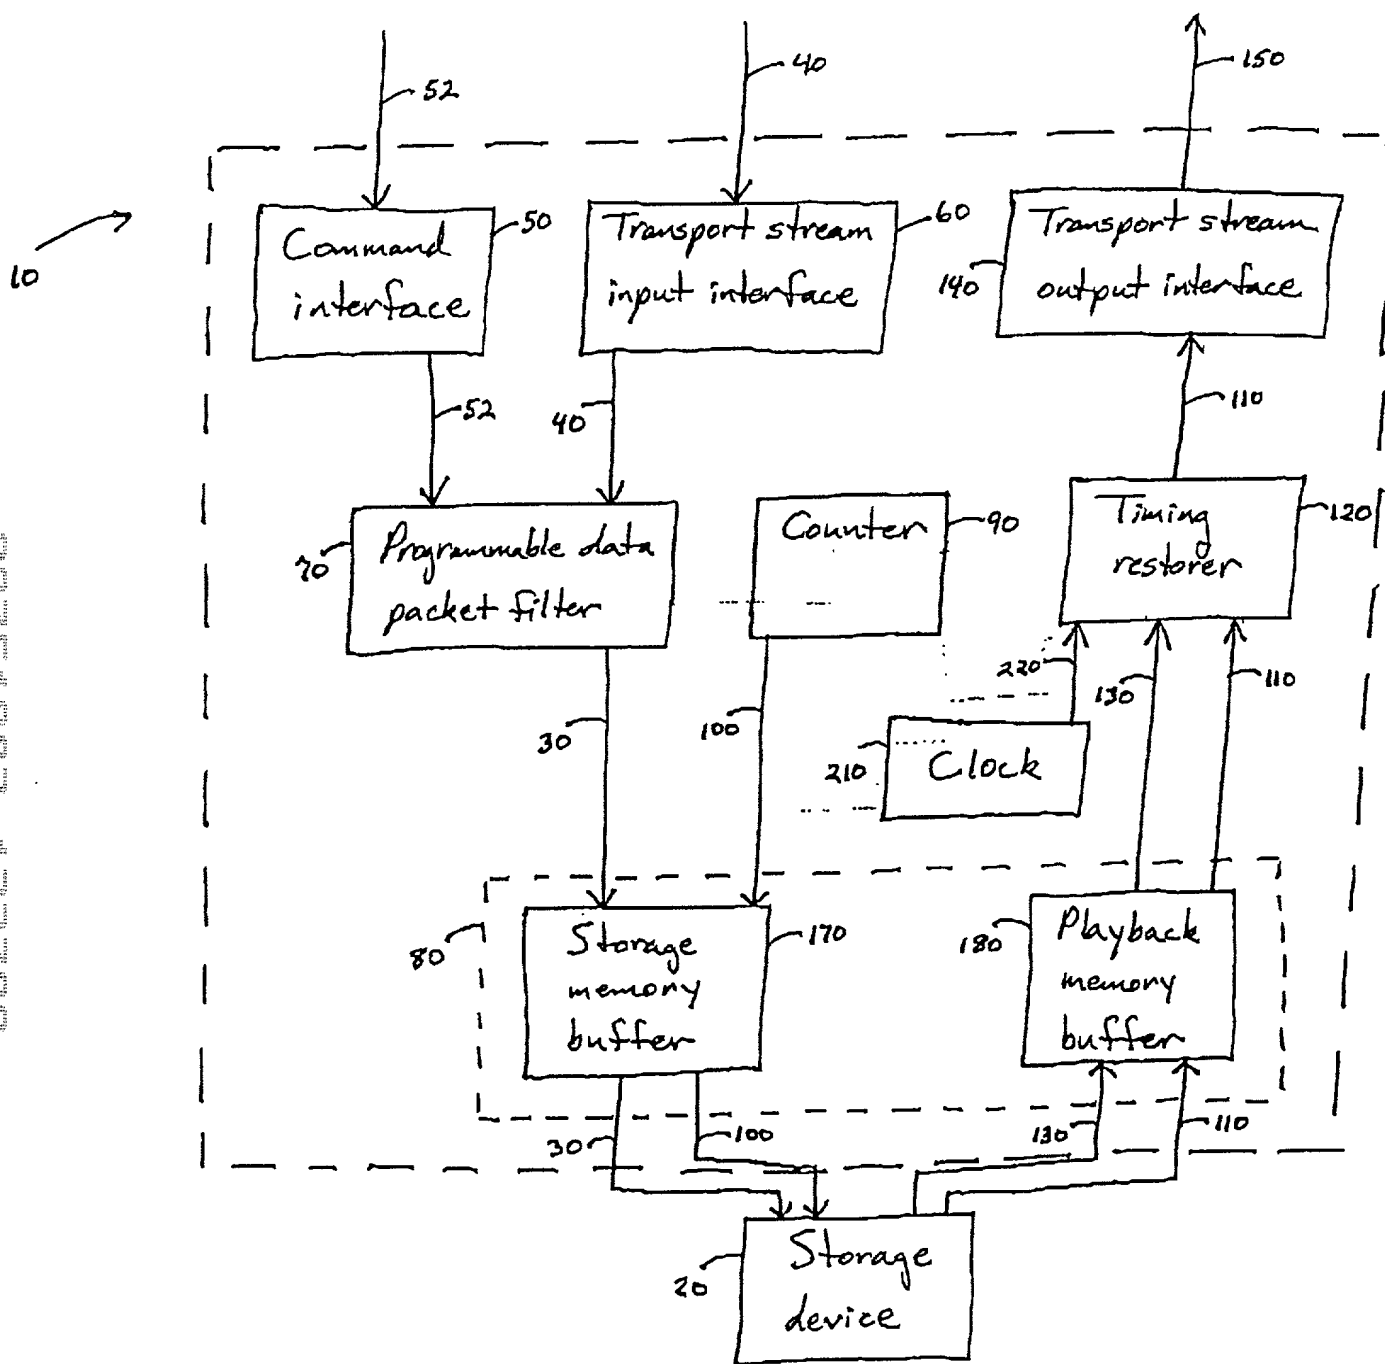 52
40
150
10
Command
interface
50
Transport stream
input interface
60
Transport stream
output interface
140
52
40
110
Programmable data
packet filter
70
Counter
90
Timing
restorer
120
30
100
220
130
110
210
Clock
80
Storage
memory
buffer
170
180
Playback
memory
buffer
30
100
130
110
20
Storage
device